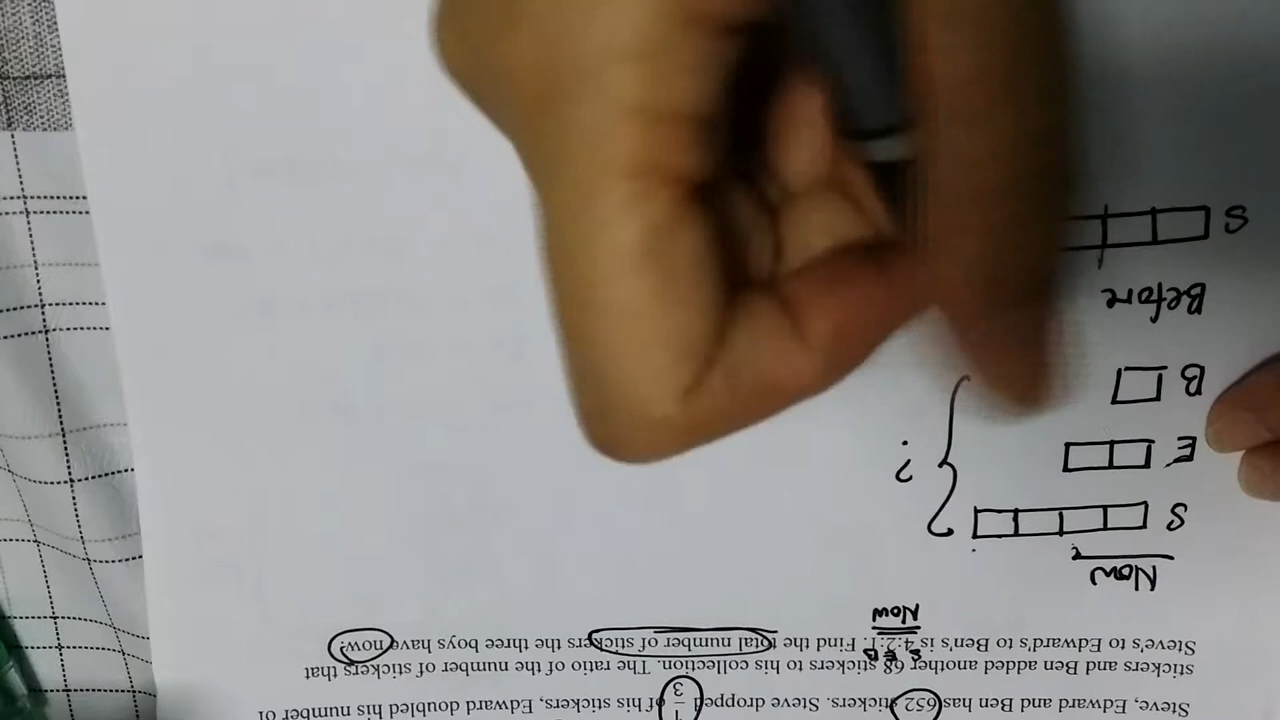 Steve, Edward and Ben has 652 stickers. Steve dropped 1/3 of his stickers, Edward doubled his number of
stickers and Ben added another 68 stickers to his collection. The ratio of the number of stickers that
S E B
Steve's to Edward's to Ben's is 4:2:1. Find the total number of stickers the three boys have now?
Now
Now
S
E
?
B
Before
S